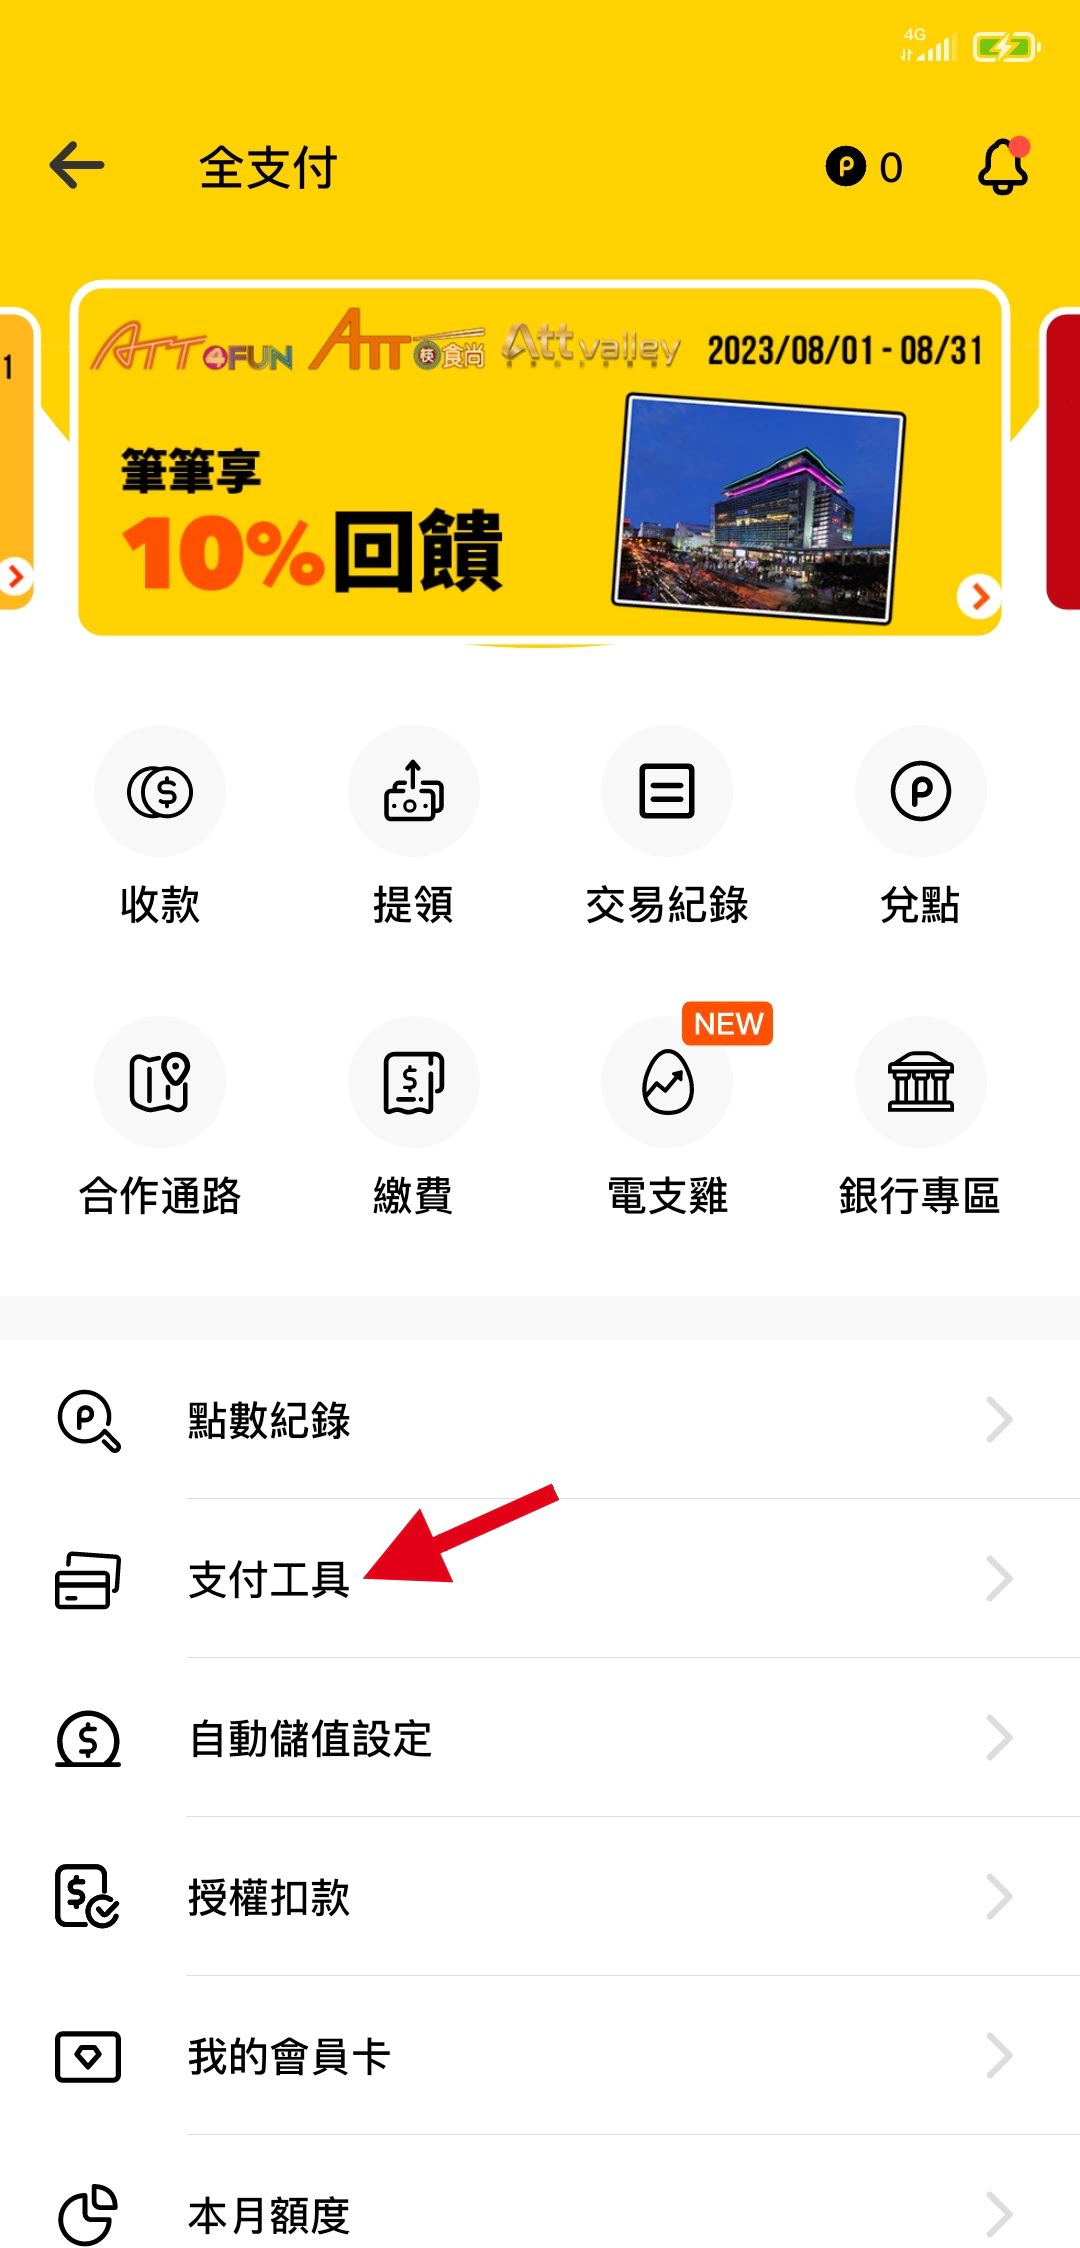 4G
全支付
P 0
1
ATT 4FUN ATT 筷食尚 Att valley 2023/08/01 - 08/31
筆筆享
10%回饋
收款 提領 交易紀錄 兌點
NEW
合作通路 繳費 電支雞 銀行專區
點數紀錄
支付工具
自動儲值設定
授權扣款
我的會員卡
本月額度